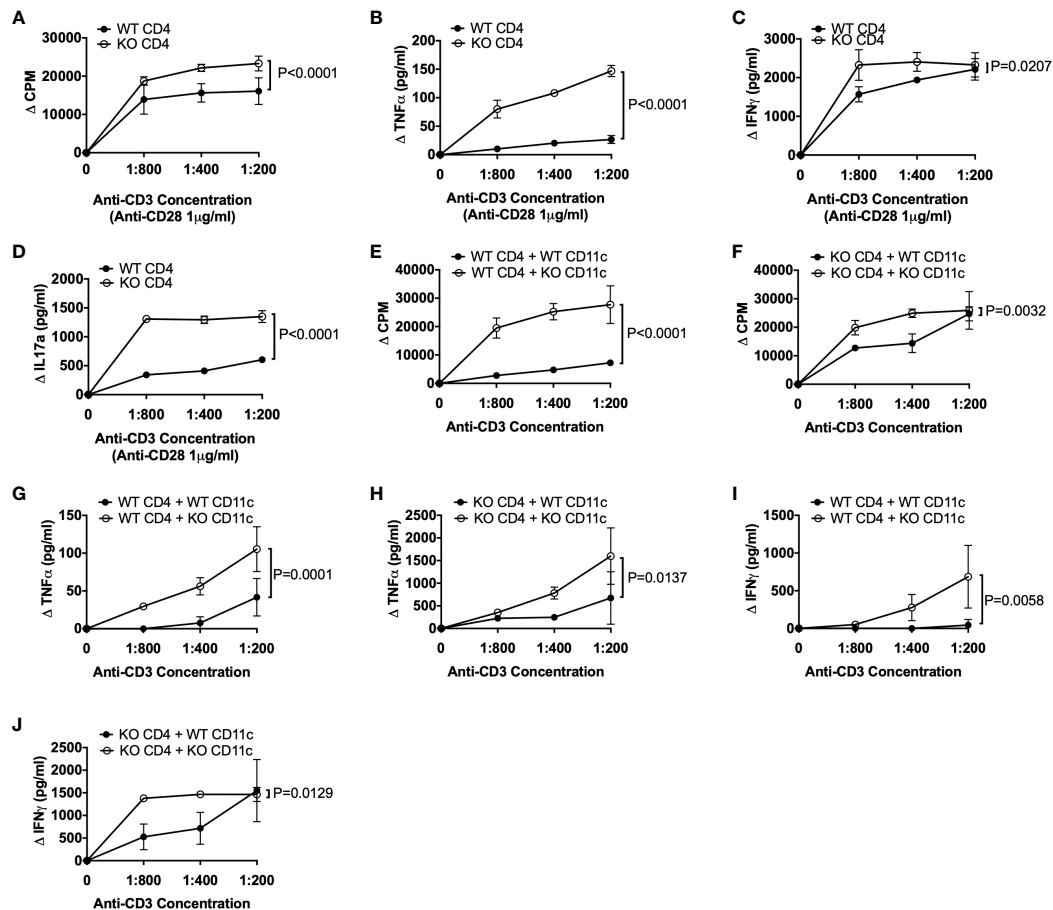 A
WT CD4
KO CD4
30000
20000
10000
0
Δ CPM
P<0.0001
0 1:800 1:400 1:200
Anti-CD3 Concentration
(Anti-CD28 1μg/ml)
B
WT CD4
KO CD4
200
150
100
50
0
Δ TNFα (pg/ml)
P<0.0001
0 1:800 1:400 1:200
Anti-CD3 Concentration
(Anti-CD28 1μg/ml)
C
WT CD4
KO CD4
3000
2000
1000
0
Δ IFNγ (pg/ml)
P=0.0207
0 1:800 1:400 1:200
Anti-CD3 Concentration
(Anti-CD28 1μg/ml)
D
WT CD4
KO CD4
2000
1500
1000
500
0
Δ IL17a (pg/ml)
P<0.0001
0 1:800 1:400 1:200
Anti-CD3 Concentration
(Anti-CD28 1μg/ml)
E
WT CD4 + WT CD11c
WT CD4 + KO CD11c
40000
30000
20000
10000
0
Δ CPM
P<0.0001
0 1:800 1:400 1:200
Anti-CD3 Concentration
F
KO CD4 + WT CD11c
KO CD4 + KO CD11c
40000
30000
20000
10000
0
Δ CPM
P=0.0032
0 1:800 1:400 1:200
Anti-CD3 Concentration
G
WT CD4 + WT CD11c
WT CD4 + KO CD11c
150
100
50
0
Δ TNFα (pg/ml)
P=0.0001
0 1:800 1:400 1:200
Anti-CD3 Concentration
H
KO CD4 + WT CD11c
KO CD4 + KO CD11c
2500
2000
1500
1000
500
0
Δ TNFα (pg/ml)
P=0.0137
0 1:800 1:400 1:200
Anti-CD3 Concentration
I
WT CD4 + WT CD11c
WT CD4 + KO CD11c
1500
1000
500
0
Δ IFNγ (pg/ml)
P=0.0058
0 1:800 1:400 1:200
Anti-CD3 Concentration
J
KO CD4 + WT CD11c
KO CD4 + KO CD11c
2500
2000
1500
1000
500
0
Δ IFNγ (pg/ml)
P=0.0129
0 1:800 1:400 1:200
Anti-CD3 Concentration